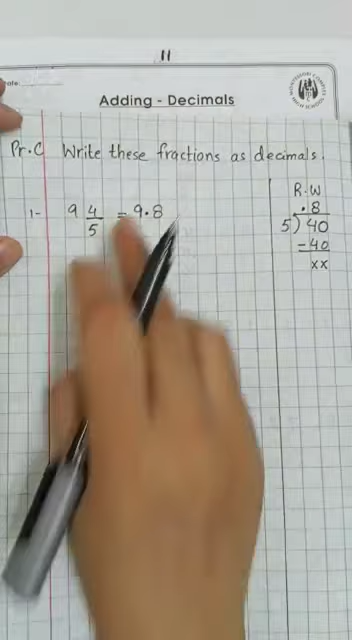 11
Date:
Adding - Decimals
Pr.C Write these fractions as decimals.
R.W
1- 9 4/5 = 9.8
.8
5) 40
-40
xx